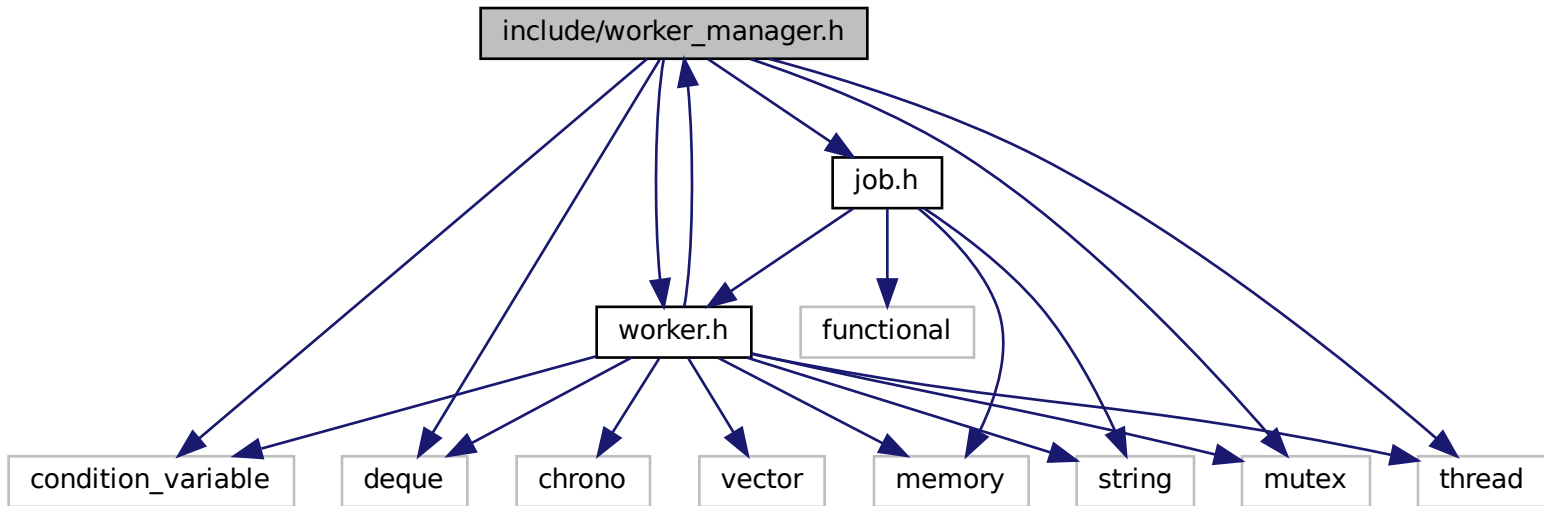 include/worker_manager.h
job.h
worker.h
functional
condition_variable
deque
chrono
vector
memory
string
mutex
thread